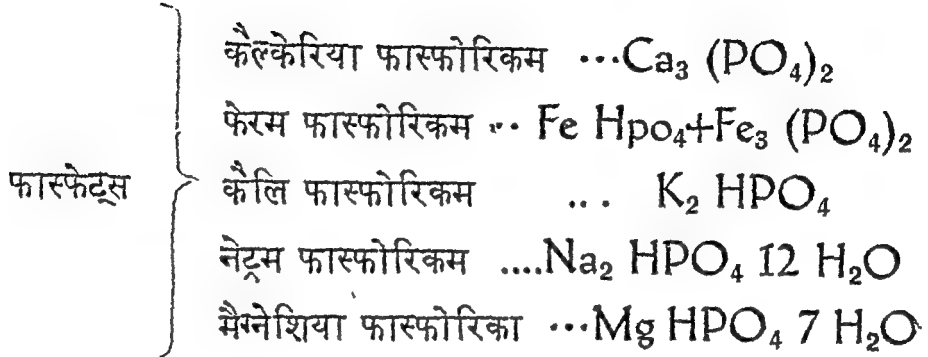 कैल्केरिया फास्फोरिकम ...Ca₃ (PO₄)₂
फेरम फास्फोरिकम ... Fe Hpo₄+Fe₃ (PO₄)₂
फास्फेट्स कैलि फास्फोरिकम ... K₂ HPO₄
नेट्रम फास्फोरिकम ....Na₂ HPO₄ 12 H₂O
मैग्नेशिया फास्फोरिका ...Mg HPO₄ 7 H₂O